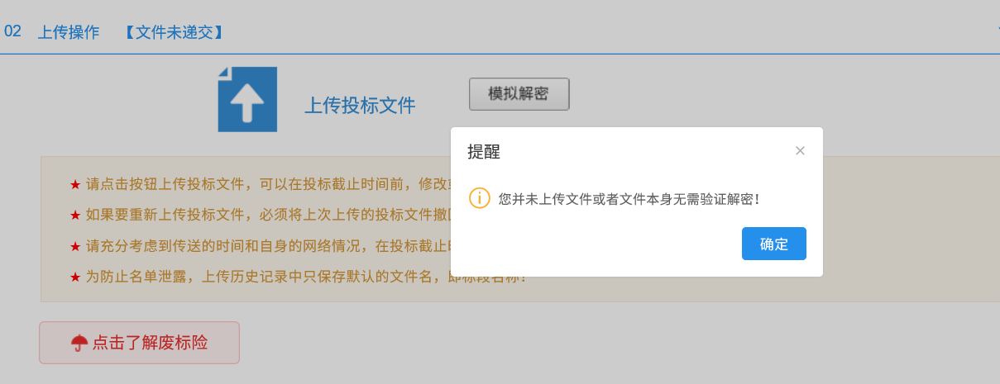 02 上传操作 【文件未递交】
上传投标文件
模拟解密
提醒
您并未上传文件或者文件本身无需验证解密！
确定
★ 请点击按钮上传投标文件，可以在投标截止时间前，修改
★ 如果要重新上传投标文件，必须将上次上传的投标文件撤
★ 请充分考虑到传送的时间和自身的网络情况，在投标截止
★ 为防止名单泄露，上传历史记录中只保存默认的文件名，即标段名称！
点击了解废标险